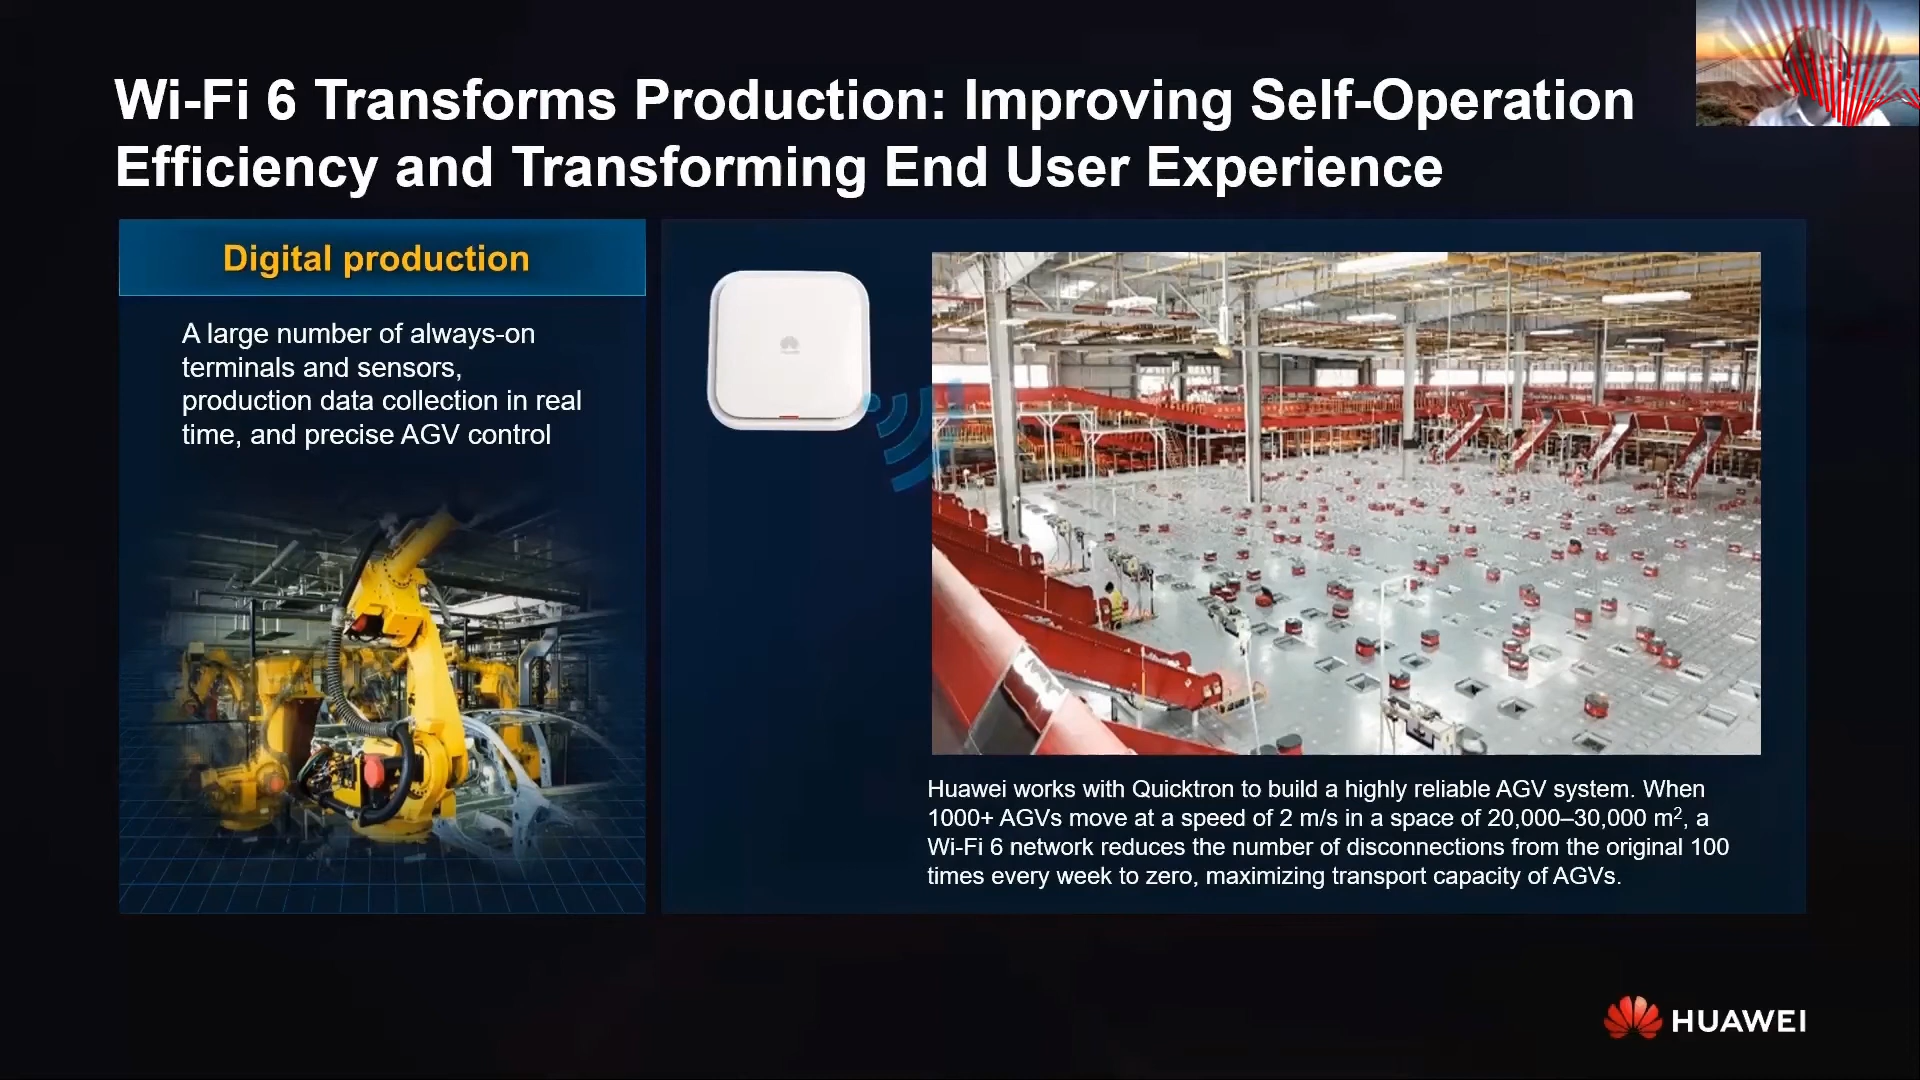 Wi-Fi 6 Transforms Production: Improving Self-Operation
Efficiency and Transforming End User Experience
Digital production
A large number of always-on
terminals and sensors,
production data collection in real
time, and precise AGV control
Huawei works with Quicktron to build a highly reliable AGV system. When
1000+ AGVs move at a speed of 2 m/s in a space of 20,000–30,000 m², a
Wi-Fi 6 network reduces the number of disconnections from the original 100
times every week to zero, maximizing transport capacity of AGVs.
HUAWEI